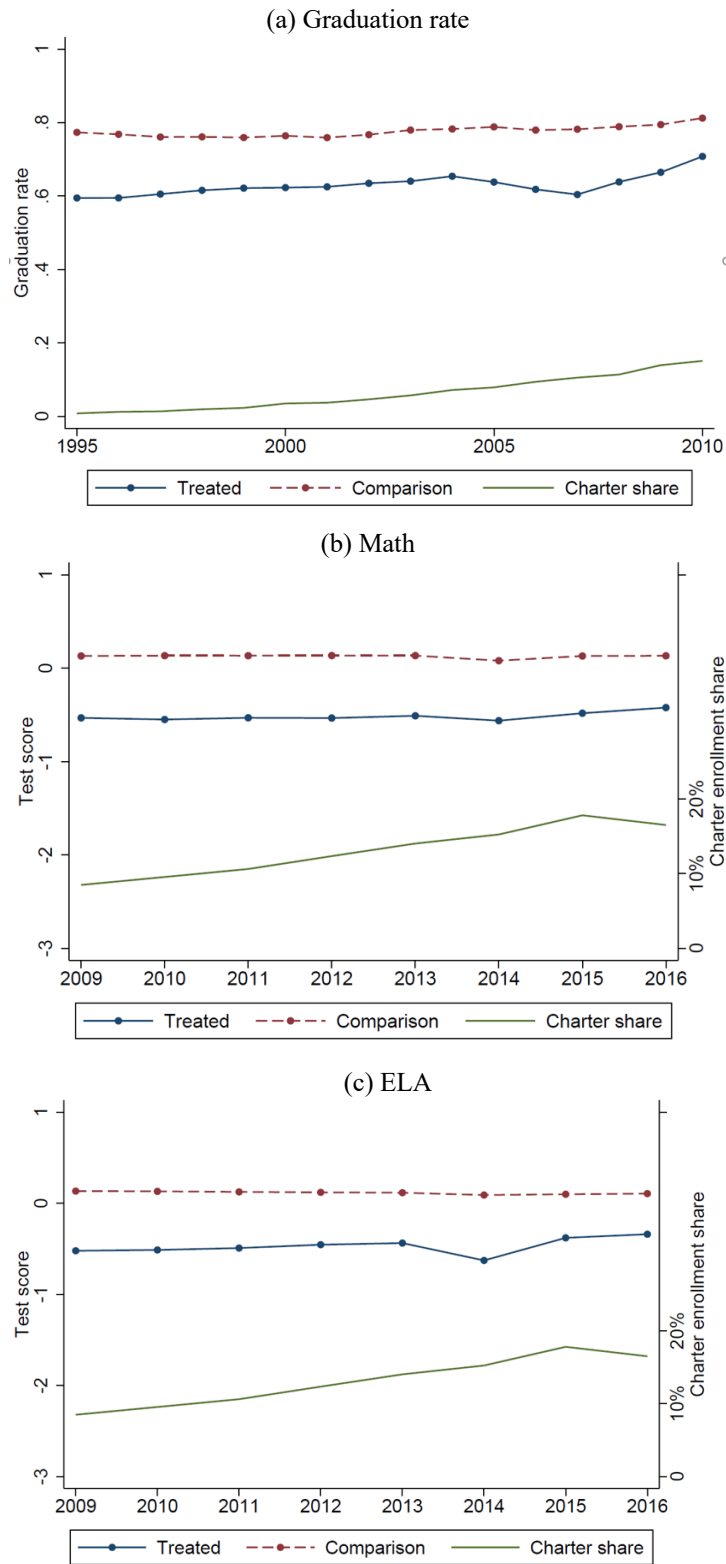 (a) Graduation rate
1
.8
.6
.4
.2
0
Graduation rate
1995
2000
2005
2010
Treated
Comparison
Charter share
(b) Math
1
0
-1
-2
-3
Test score
20%
10%
0
Charter enrollment share
2009
2010
2011
2012
2013
2014
2015
2016
Treated
Comparison
Charter share
(c) ELA
1
0
-1
-2
-3
Test score
20%
10%
0
Charter enrollment share
2009
2010
2011
2012
2013
2014
2015
2016
Treated
Comparison
Charter share